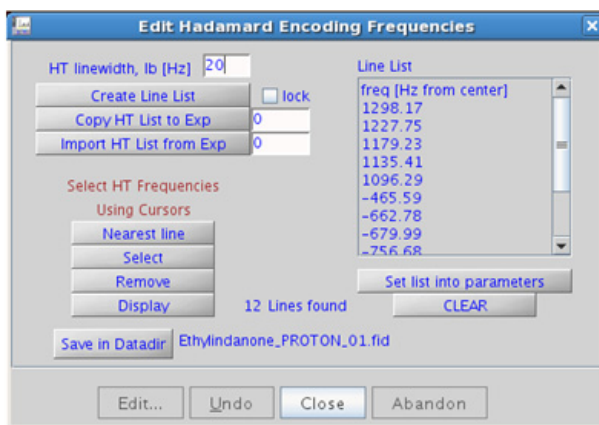 Edit Hadamard Encoding Frequencies
HT linewidth, lb [Hz] 20
Create Line List lock
Copy HT List to Exp 0
Import HT List from Exp 0
Select HT Frequencies
Using Cursors
Nearest line
Select
Remove
Display
12 Lines found
Save in Datadir Ethylindanone_PROTON_01.fid
Line List
freq [Hz from center]
1298.17
1227.75
1179.23
1135.41
1096.29
-465.59
-662.78
-679.99
-756.68
Set list into parameters
CLEAR
Edit... Undo Close Abandon